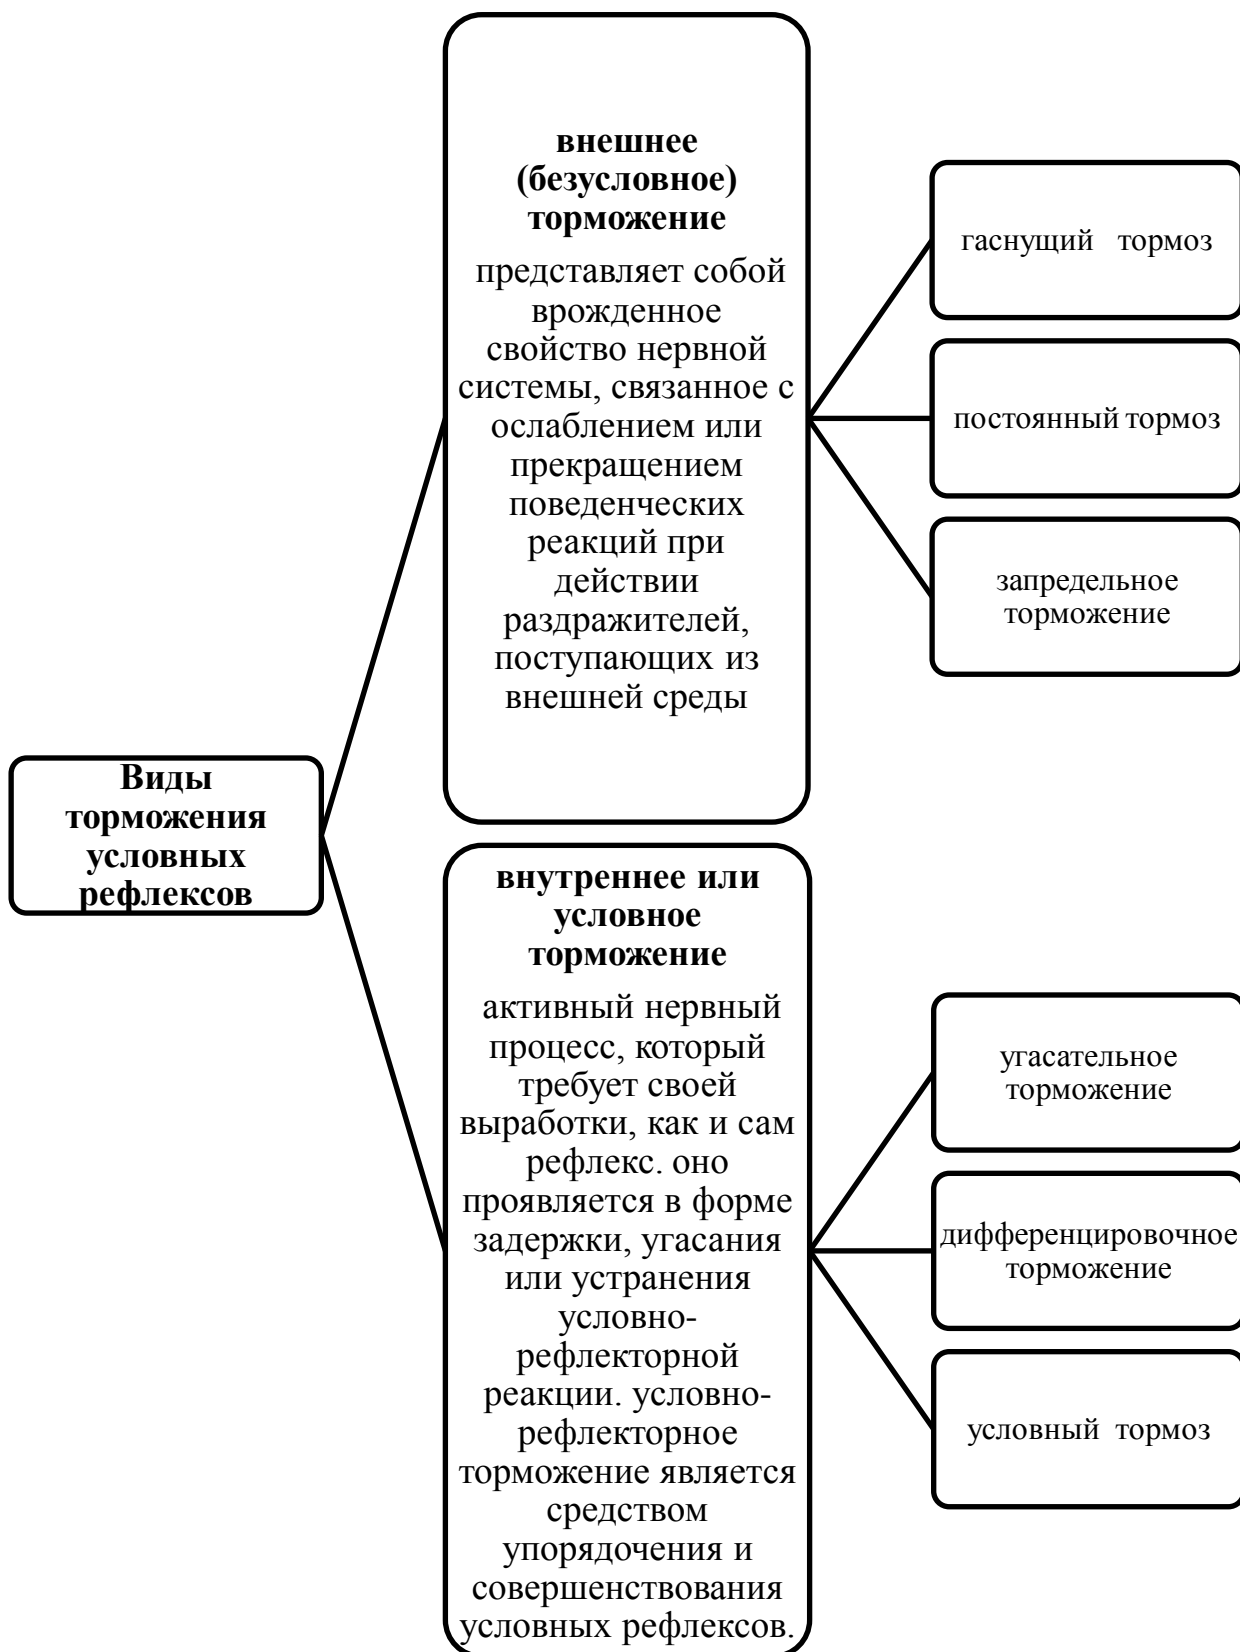 Виды
торможения
условных
рефлексов
внешнее
(безусловное)
торможение
представляет собой
врожденное
свойство нервной
системы, связанное с
ослаблением или
прекращением
поведенческих
реакций при
действии
раздражителей,
поступающих из
внешней среды
гаснущий тормоз
постоянный тормоз
запредельное
торможение
внутреннее или
условное
торможение
активный нервный
процесс, который
требует своей
выработки, как и сам
рефлекс. оно
проявляется в форме
задержки, угасания
или устранения
условно-
рефлекторной
реакции. условно-
рефлекторное
торможение является
средством
упорядочения и
совершенствования
условных рефлексов.
угасательное
торможение
дифференцировочное
торможение
условный тормоз